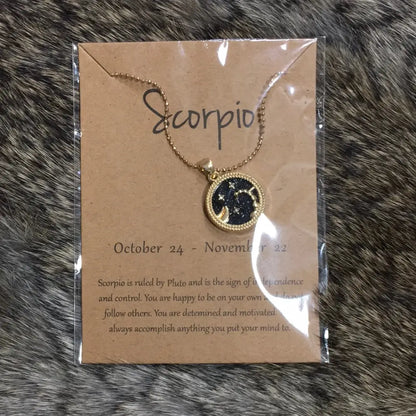 Scorpio
October 24 - November 22
Scorpio is ruled by Pluto and is the sign of independence
and control. You are happy to be on your own and
follow others. You are detemined and motivated
always accomplish anything you put your mind to.